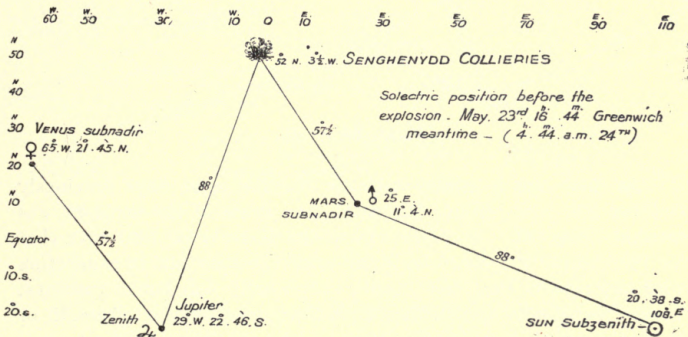 W. 60 W. 50 W. 30 W. 10 0 E. 10 E. 30 E. 50 E. 70 E. 90 E. 110
N 50
52° N. 3½° W. SENGHENYDD COLLIERIES
N 40
Solectric position before the
explosion - May. 23rd 16h. 44m. Greenwich
meantime - (4h. 44m. a.m. 24TH)
N 30
VENUS subnadir
♀ 65°. W. 21°. 45. N.
57½°
N 20
88°
N 10
MARS.
SUBNADIR
25°. E.
11°. 4. N.
Equator
57½°
88°
10°.S.
20°.S.
Zenith ♃
Jupiter
29°. W. 22°. 46. S.
20°. 38. S.
108°. E
SUN Subzenith ☉